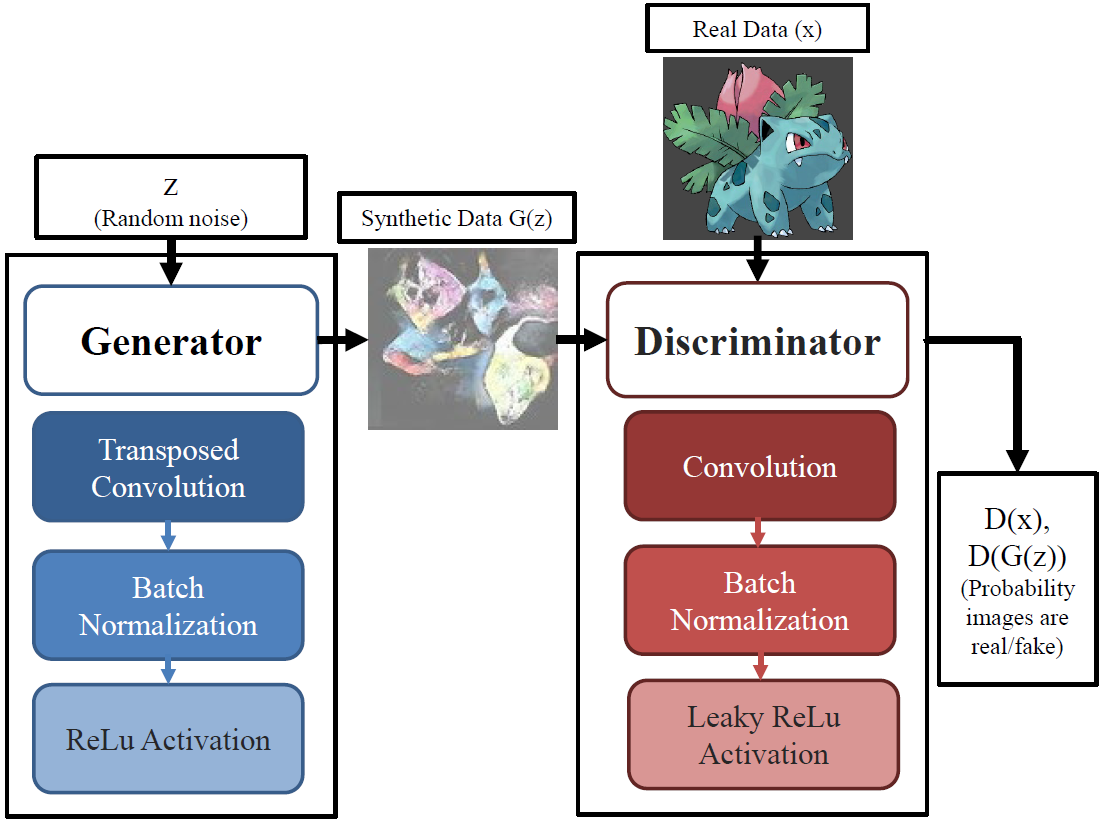 Real Data (x)
Z
(Random noise)
Synthetic Data G(z)
Generator
Transposed
Convolution
Batch
Normalization
ReLu Activation
Discriminator
Convolution
Batch
Normalization
Leaky ReLu
Activation
D(x),
D(G(z))
(Probability
images are
real/fake)